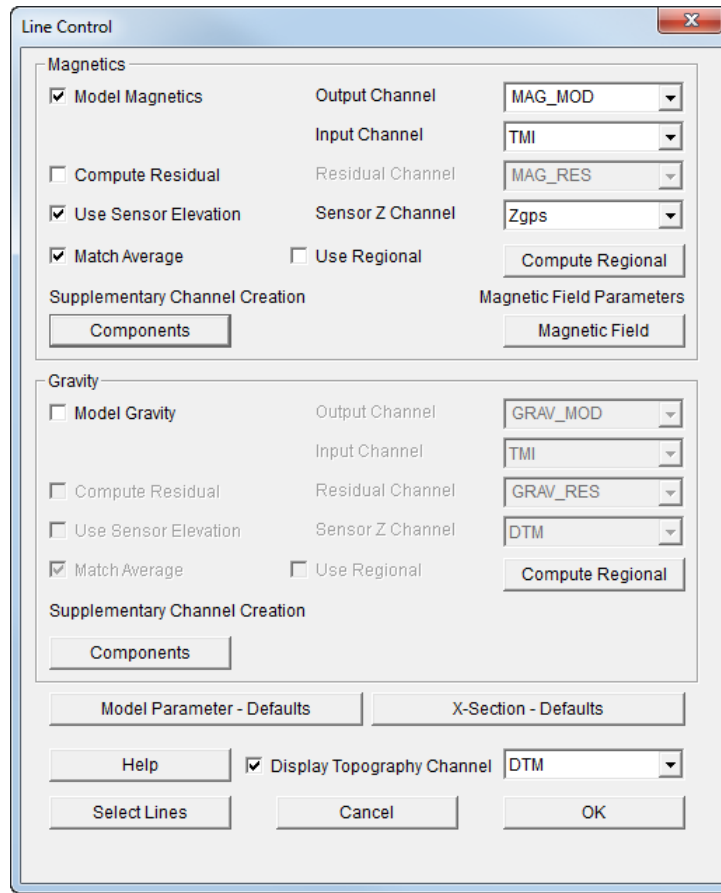 Line Control
Magnetics
Model Magnetics Output Channel MAG_MOD
Input Channel TMI
Compute Residual Residual Channel MAG_RES
Use Sensor Elevation Sensor Z Channel Zgps
Match Average Use Regional Compute Regional
Supplementary Channel Creation Magnetic Field Parameters
Components Magnetic Field
Gravity
Model Gravity Output Channel GRAV_MOD
Input Channel TMI
Compute Residual Residual Channel GRAV_RES
Use Sensor Elevation Sensor Z Channel DTM
Match Average Use Regional Compute Regional
Supplementary Channel Creation
Components
Model Parameter - Defaults X-Section - Defaults
Help Display Topography Channel DTM
Select Lines Cancel OK